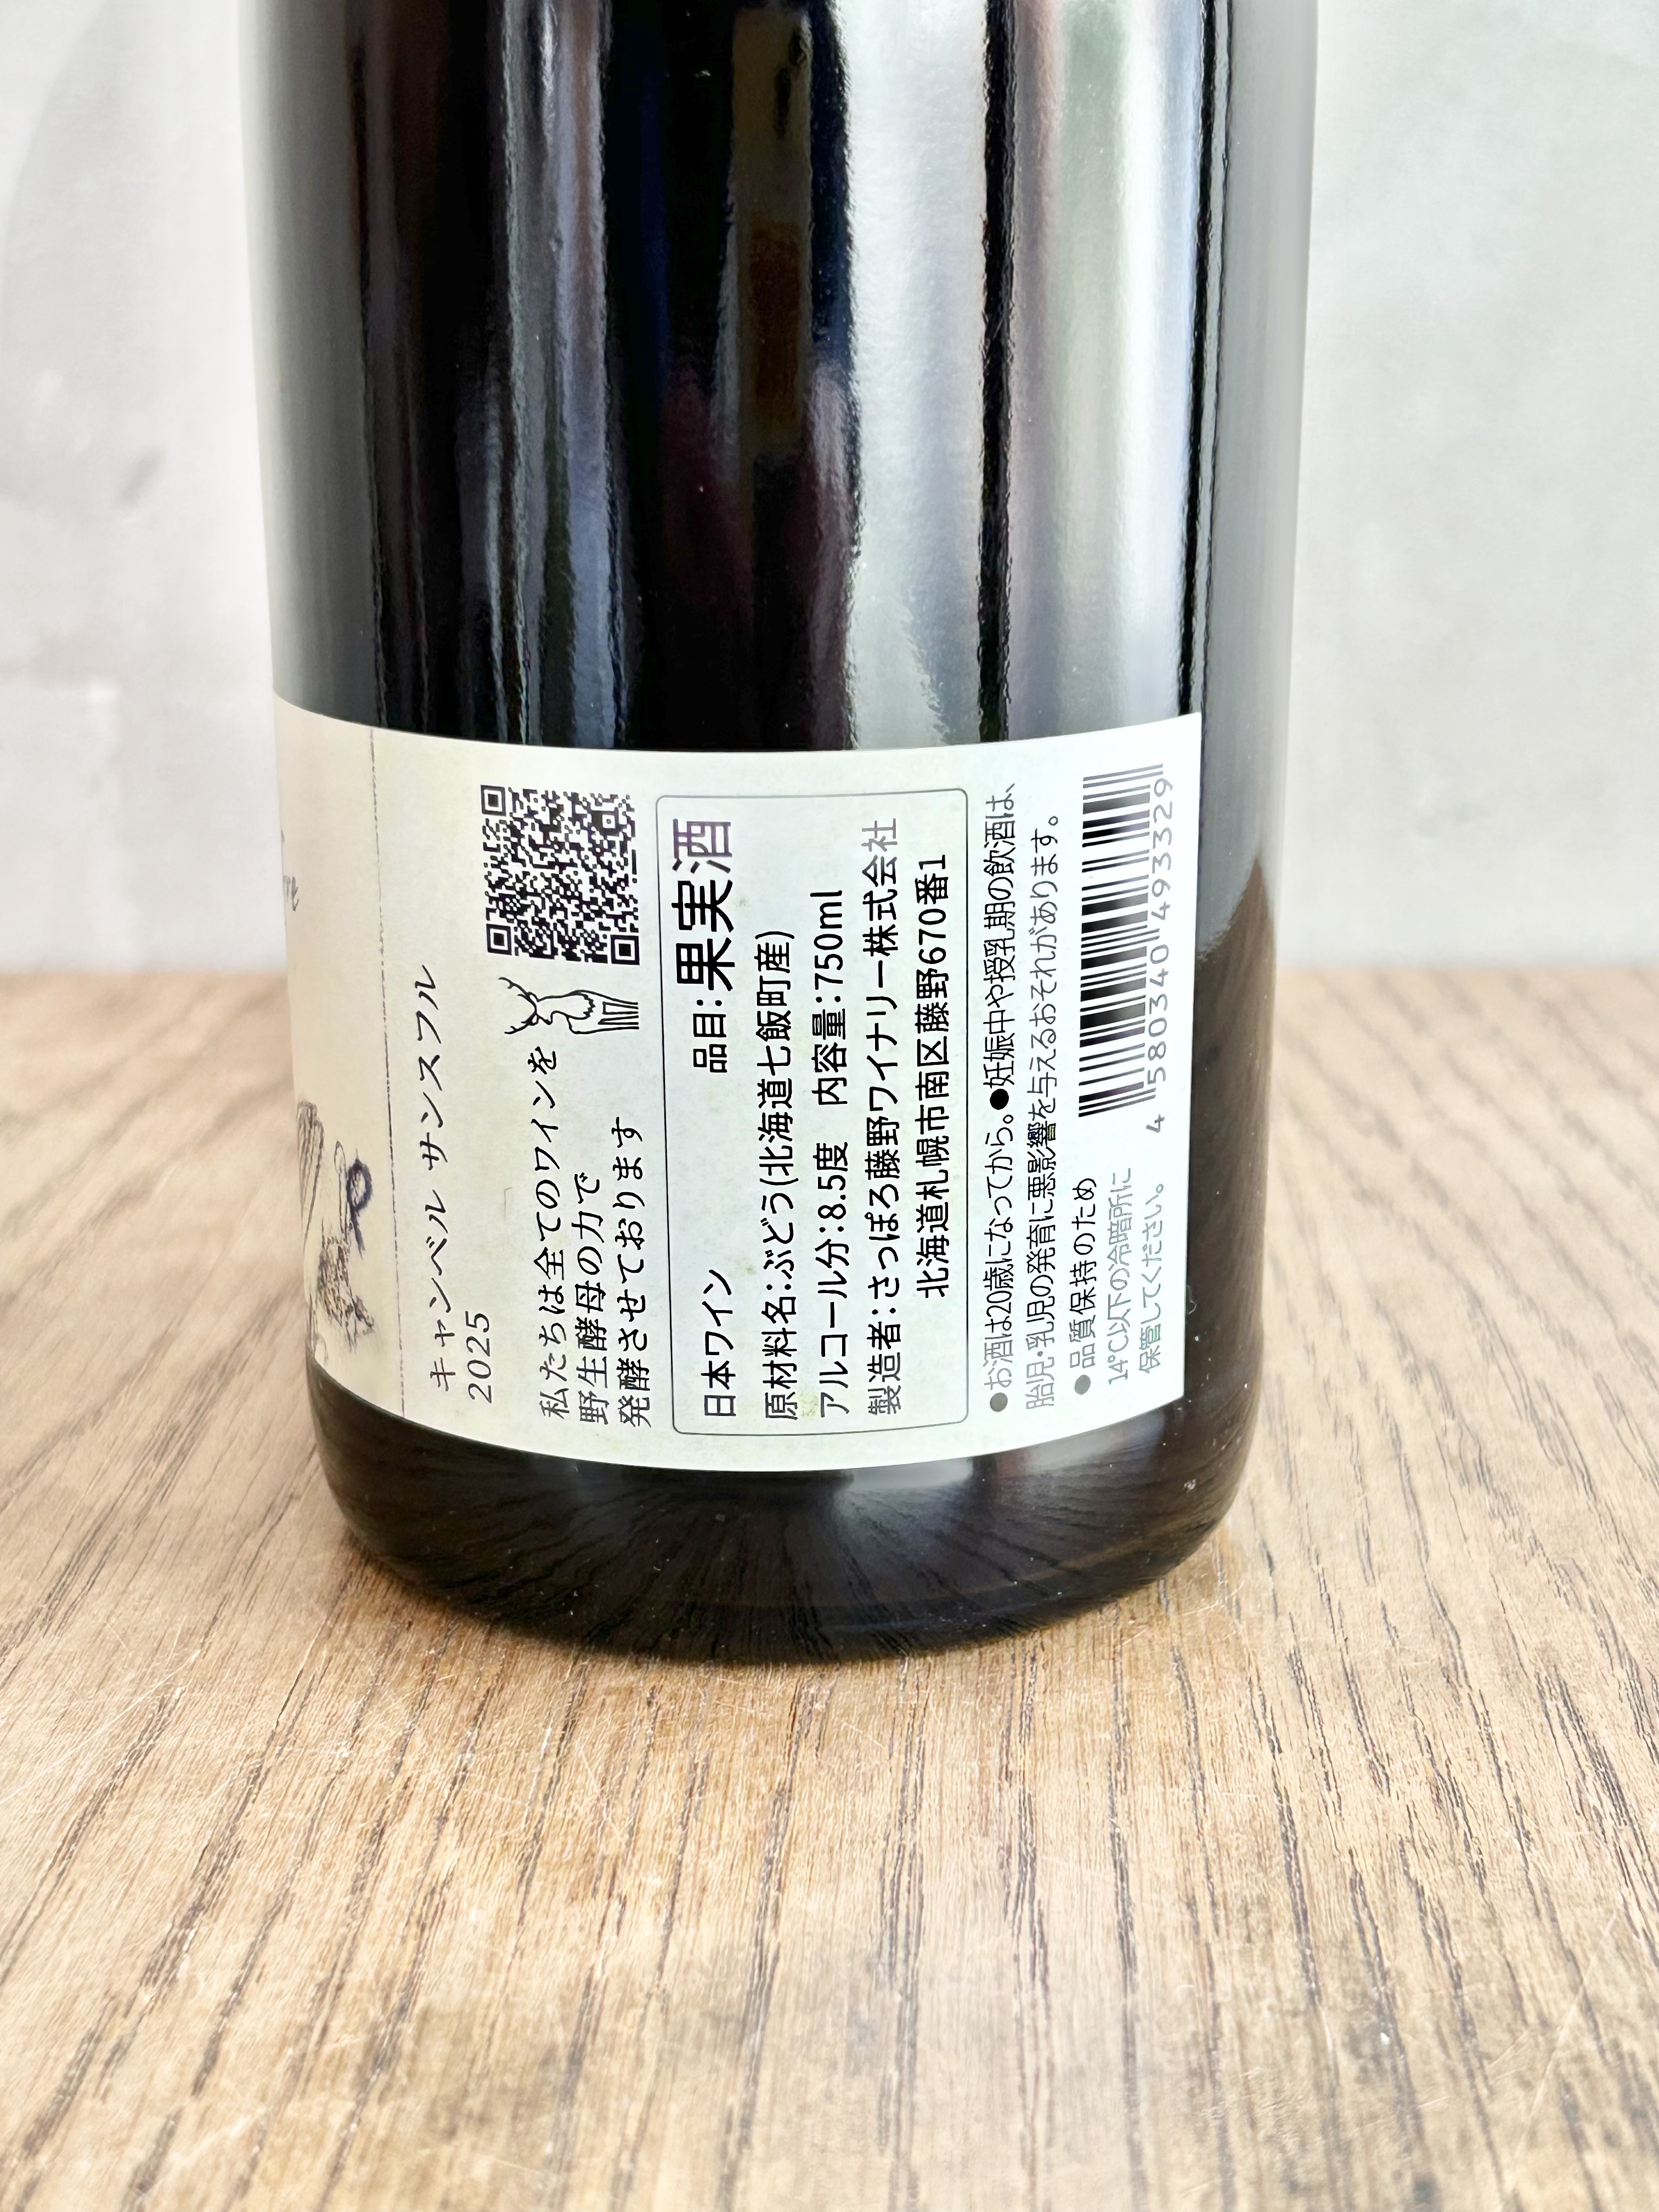 キャンベル サンスフル
2025
私たちは全てのワインを
野生酵母の力で
発酵させております
日本ワイン 品目:果実酒
原材料名:ぶどう(北海道七飯町産)
アルコール分:8.5度 内容量:750ml
製造者:さっぽろ藤野ワイナリー株式会社
北海道札幌市南区藤野670番1
●お酒は20歳になってから。●妊娠中や授乳期の飲酒は、
胎児・乳児の発育に悪影響を与えるおそれがあります。
●品質保持のため
14℃以下の冷暗所に
保管してください。
4 580340 493329